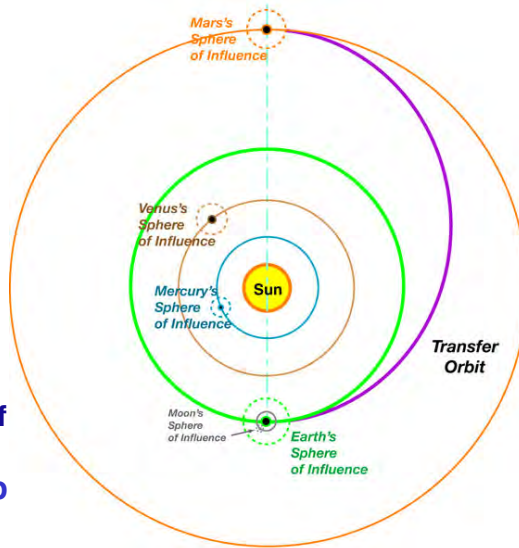 Mars's
Sphere
of Influence
Venus's
Sphere
of Influence
Mercury's
Sphere
of Influence
Sun
Transfer
Orbit
Moon's
Sphere
of Influence
Earth's
Sphere
of Influence